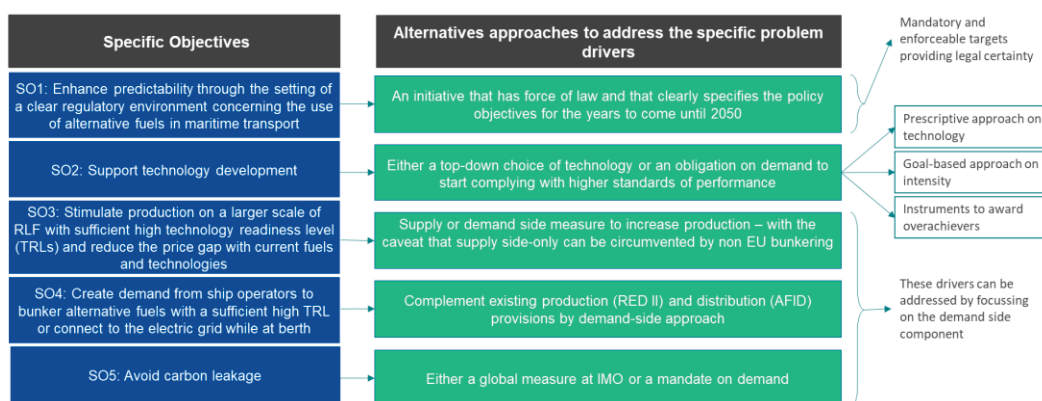 Specific Objectives
Alternatives approaches to address the specific problem
drivers
Mandatory and
enforceable targets
providing legal certainty
SO1: Enhance predictability through the setting of
a clear regulatory environment concerning the use
of alternative fuels in maritime transport
An initiative that has force of law and that clearly specifies the policy
objectives for the years to come until 2050
SO2: Support technology development
Either a top-down choice of technology or an obligation on demand to
start complying with higher standards of performance
Prescriptive approach on
technology
Goal-based approach on
intensity
Instruments to award
overachievers
SO3: Stimulate production on a larger scale of
RLF with sufficient high technology readiness level
(TRLs) and reduce the price gap with current fuels
and technologies
Supply or demand side measure to increase production – with the
caveat that supply side-only can be circumvented by non EU bunkering
SO4: Create demand from ship operators to
bunker alternative fuels with a sufficient high TRL
or connect to the electric grid while at berth
Complement existing production (RED II) and distribution (AFID)
provisions by demand-side approach
These drivers can be
addressed by focussing
on the demand side
component
SO5: Avoid carbon leakage
Either a global measure at IMO or a mandate on demand